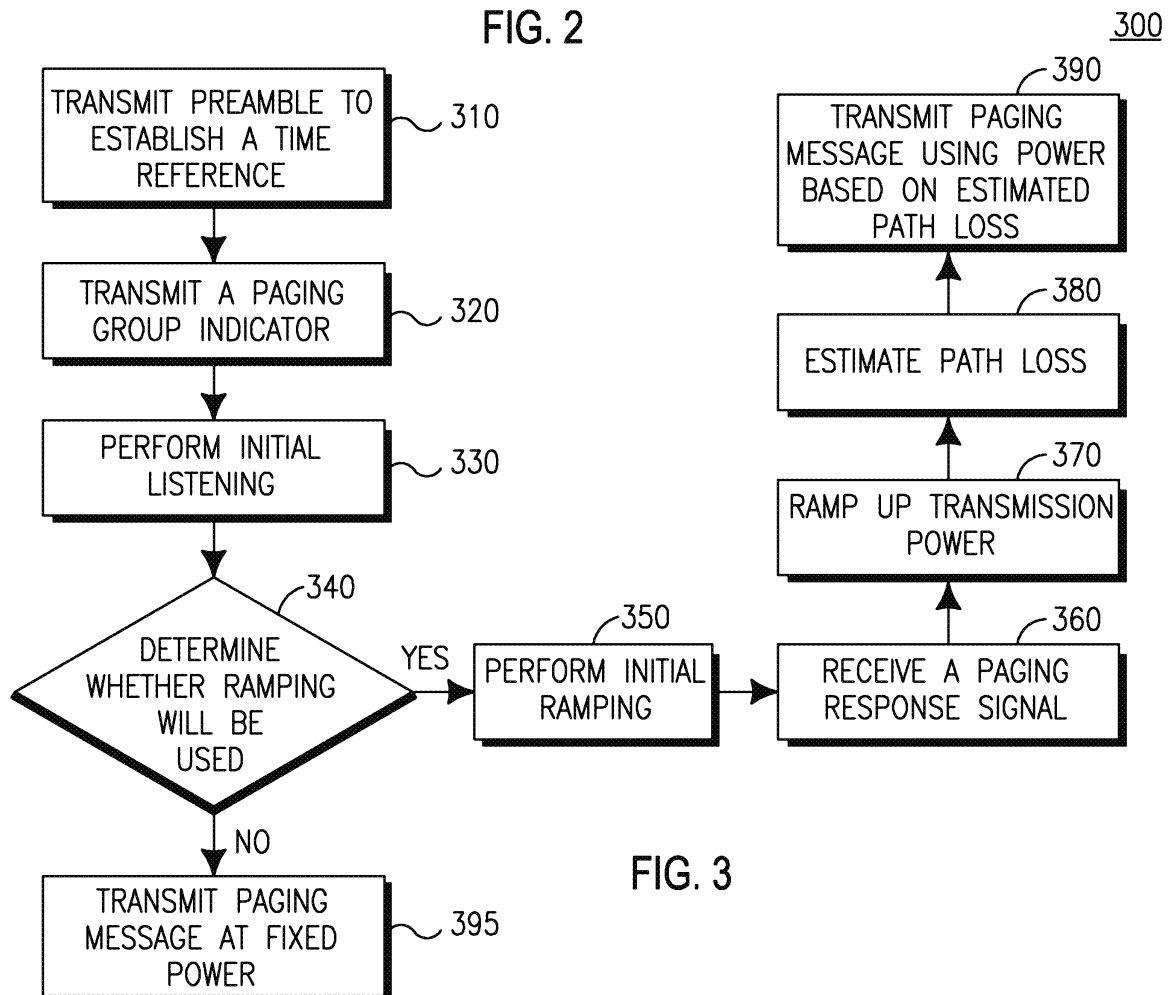 FIG. 2
300
TRANSMIT PREAMBLE TO
ESTABLISH A TIME
REFERENCE
310
TRANSMIT A PAGING
GROUP INDICATOR
320
PERFORM INITIAL
LISTENING
330
340
DETERMINE
WHETHER RAMPING
WILL BE
USED
YES
NO
350
PERFORM INITIAL
RAMPING
360
RECEIVE A PAGING
RESPONSE SIGNAL
370
RAMP UP TRANSMISSION
POWER
380
ESTIMATE PATH LOSS
390
TRANSMIT PAGING
MESSAGE USING POWER
BASED ON ESTIMATED
PATH LOSS
TRANSMIT PAGING
MESSAGE AT FIXED
POWER
395
FIG. 3